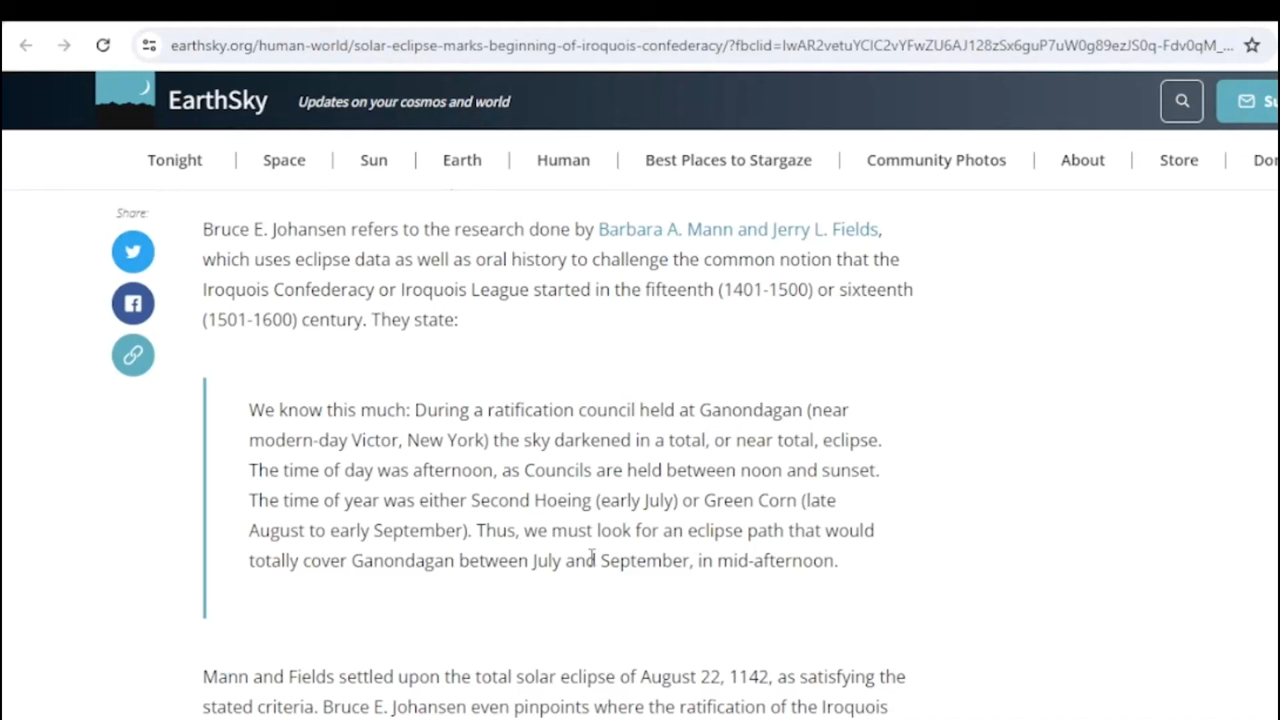 earthsky.org/human-world/solar-eclipse-marks-beginning-of-iroquois-confederacy/?fbclid=IwAR2vetuYClC2vYFwZU6AJ128zSx6guP7uW0g89ezJS0q-Fdv0qM_...
EarthSky Updates on your cosmos and world
Tonight | Space | Sun | Earth | Human | Best Places to Stargaze | Community Photos | About | Store
Share:
Bruce E. Johansen refers to the research done by Barbara A. Mann and Jerry L. Fields,
which uses eclipse data as well as oral history to challenge the common notion that the
Iroquois Confederacy or Iroquois League started in the fifteenth (1401-1500) or sixteenth
(1501-1600) century. They state:
We know this much: During a ratification council held at Ganondagan (near
modern-day Victor, New York) the sky darkened in a total, or near total, eclipse.
The time of day was afternoon, as Councils are held between noon and sunset.
The time of year was either Second Hoeing (early July) or Green Corn (late
August to early September). Thus, we must look for an eclipse path that would
totally cover Ganondagan between July and September, in mid-afternoon.
Mann and Fields settled upon the total solar eclipse of August 22, 1142, as satisfying the
stated criteria. Bruce E. Johansen even pinpoints where the ratification of the Iroquois